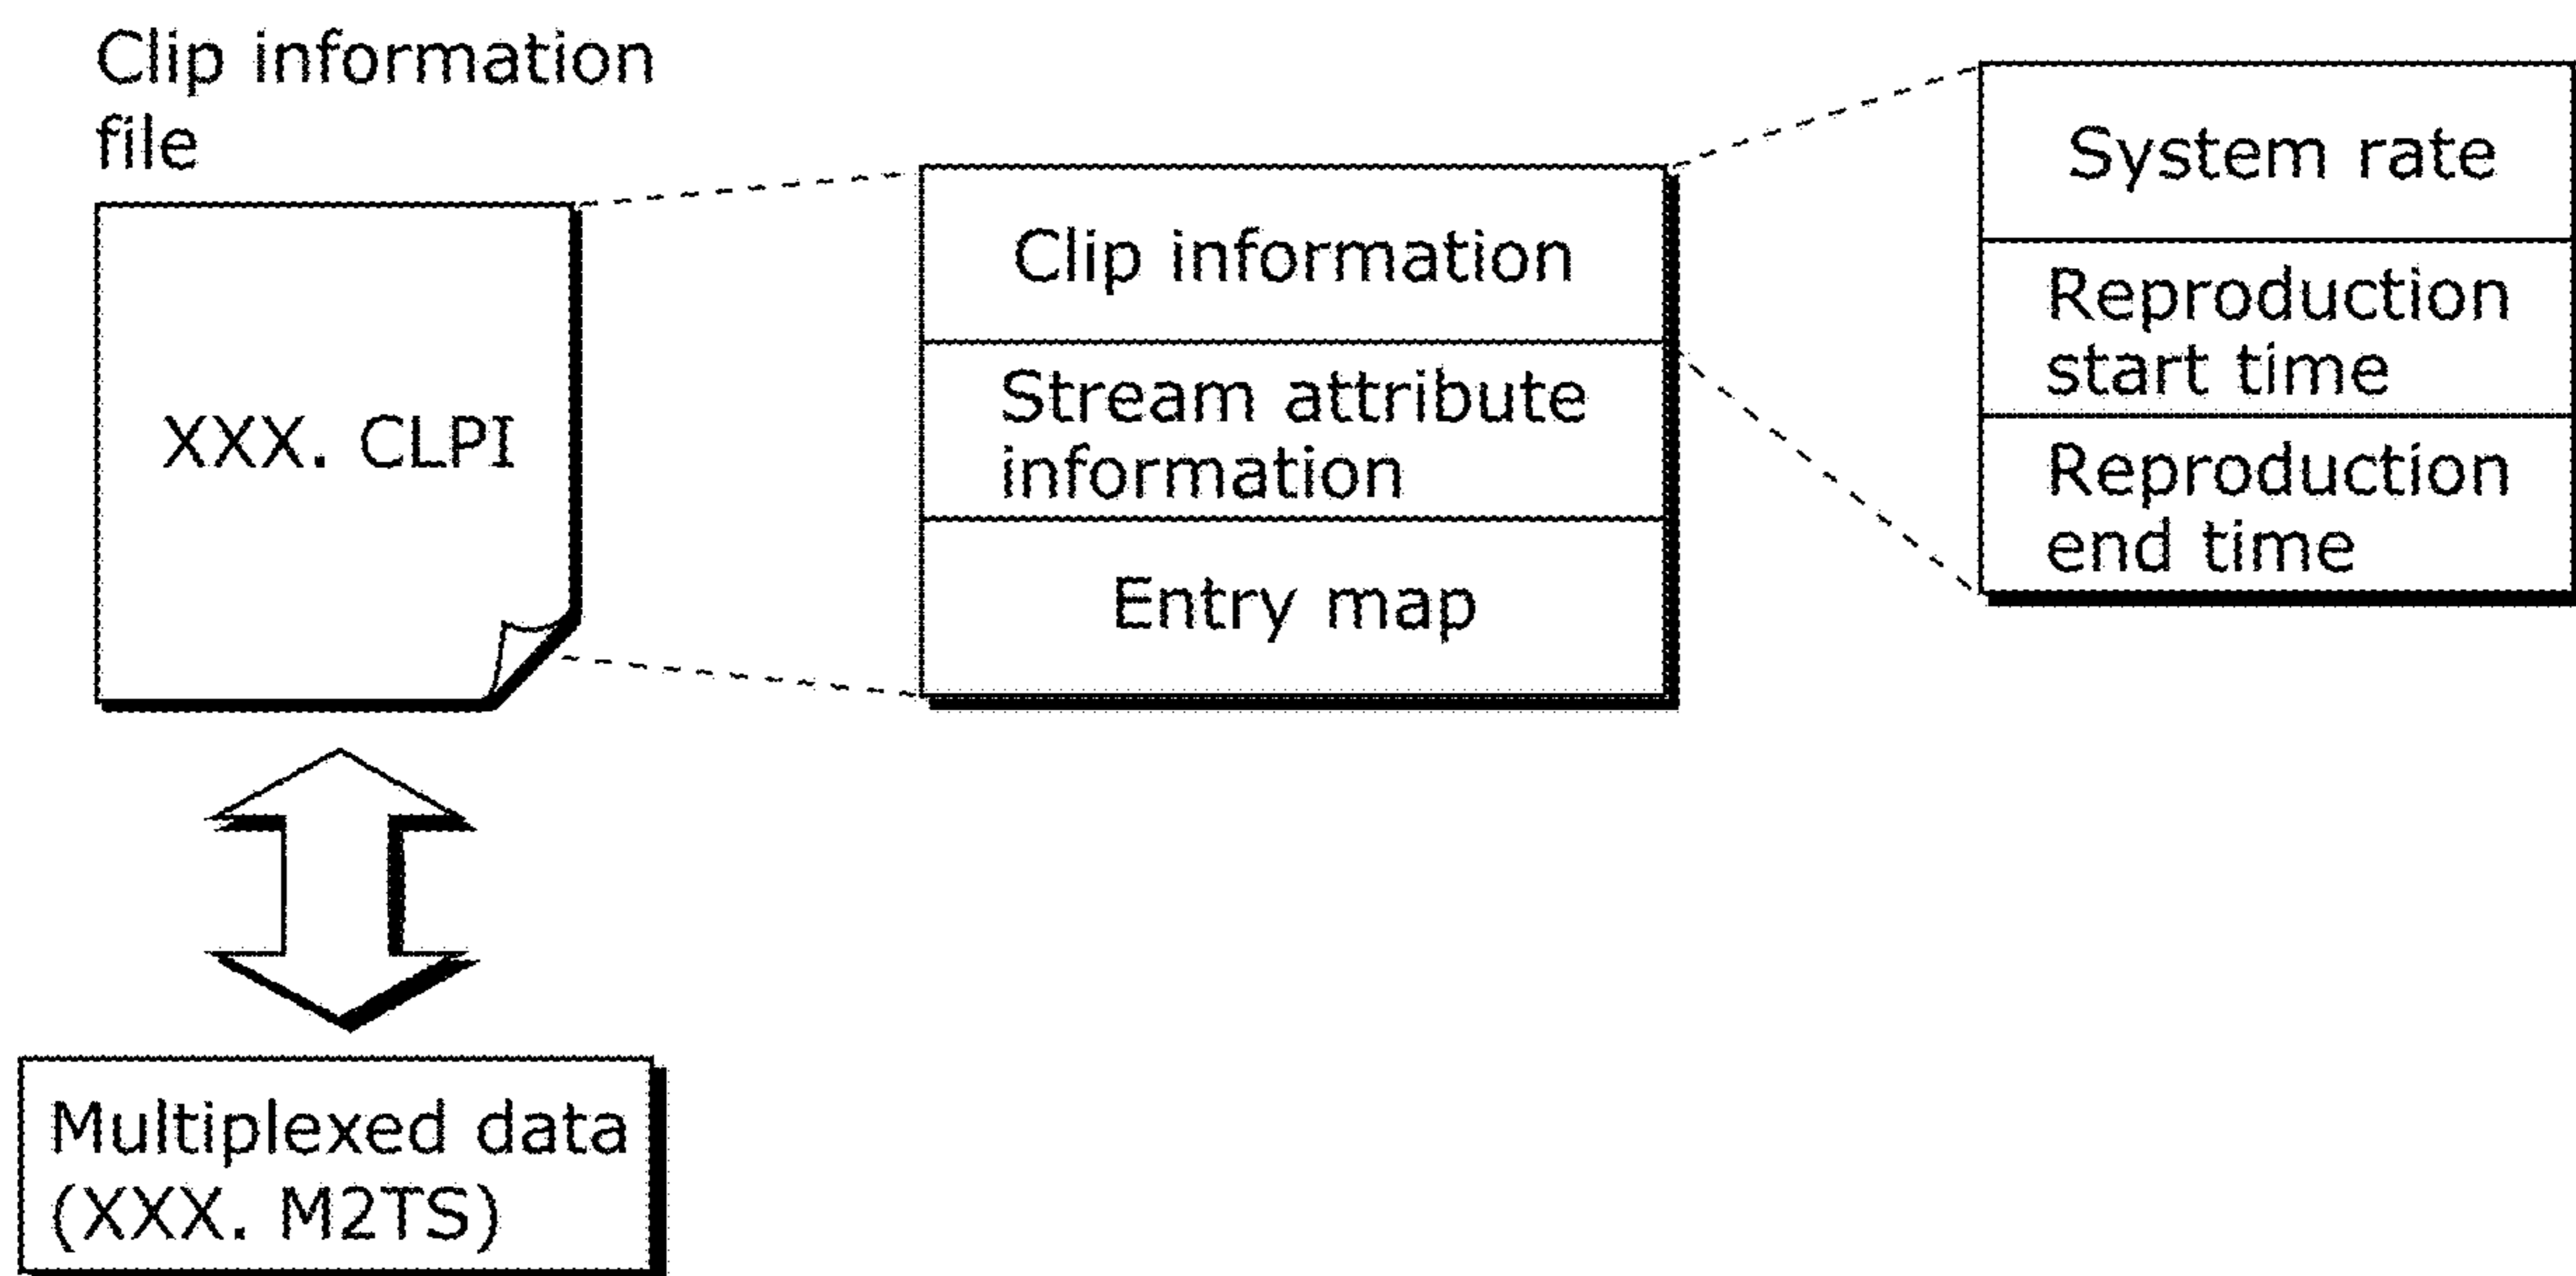 Clip information
file
XXX. CLPI
Multiplexed data
(XXX. M2TS)
Clip information
Stream attribute
information
Entry map
System rate
Reproduction
start time
Reproduction
end time